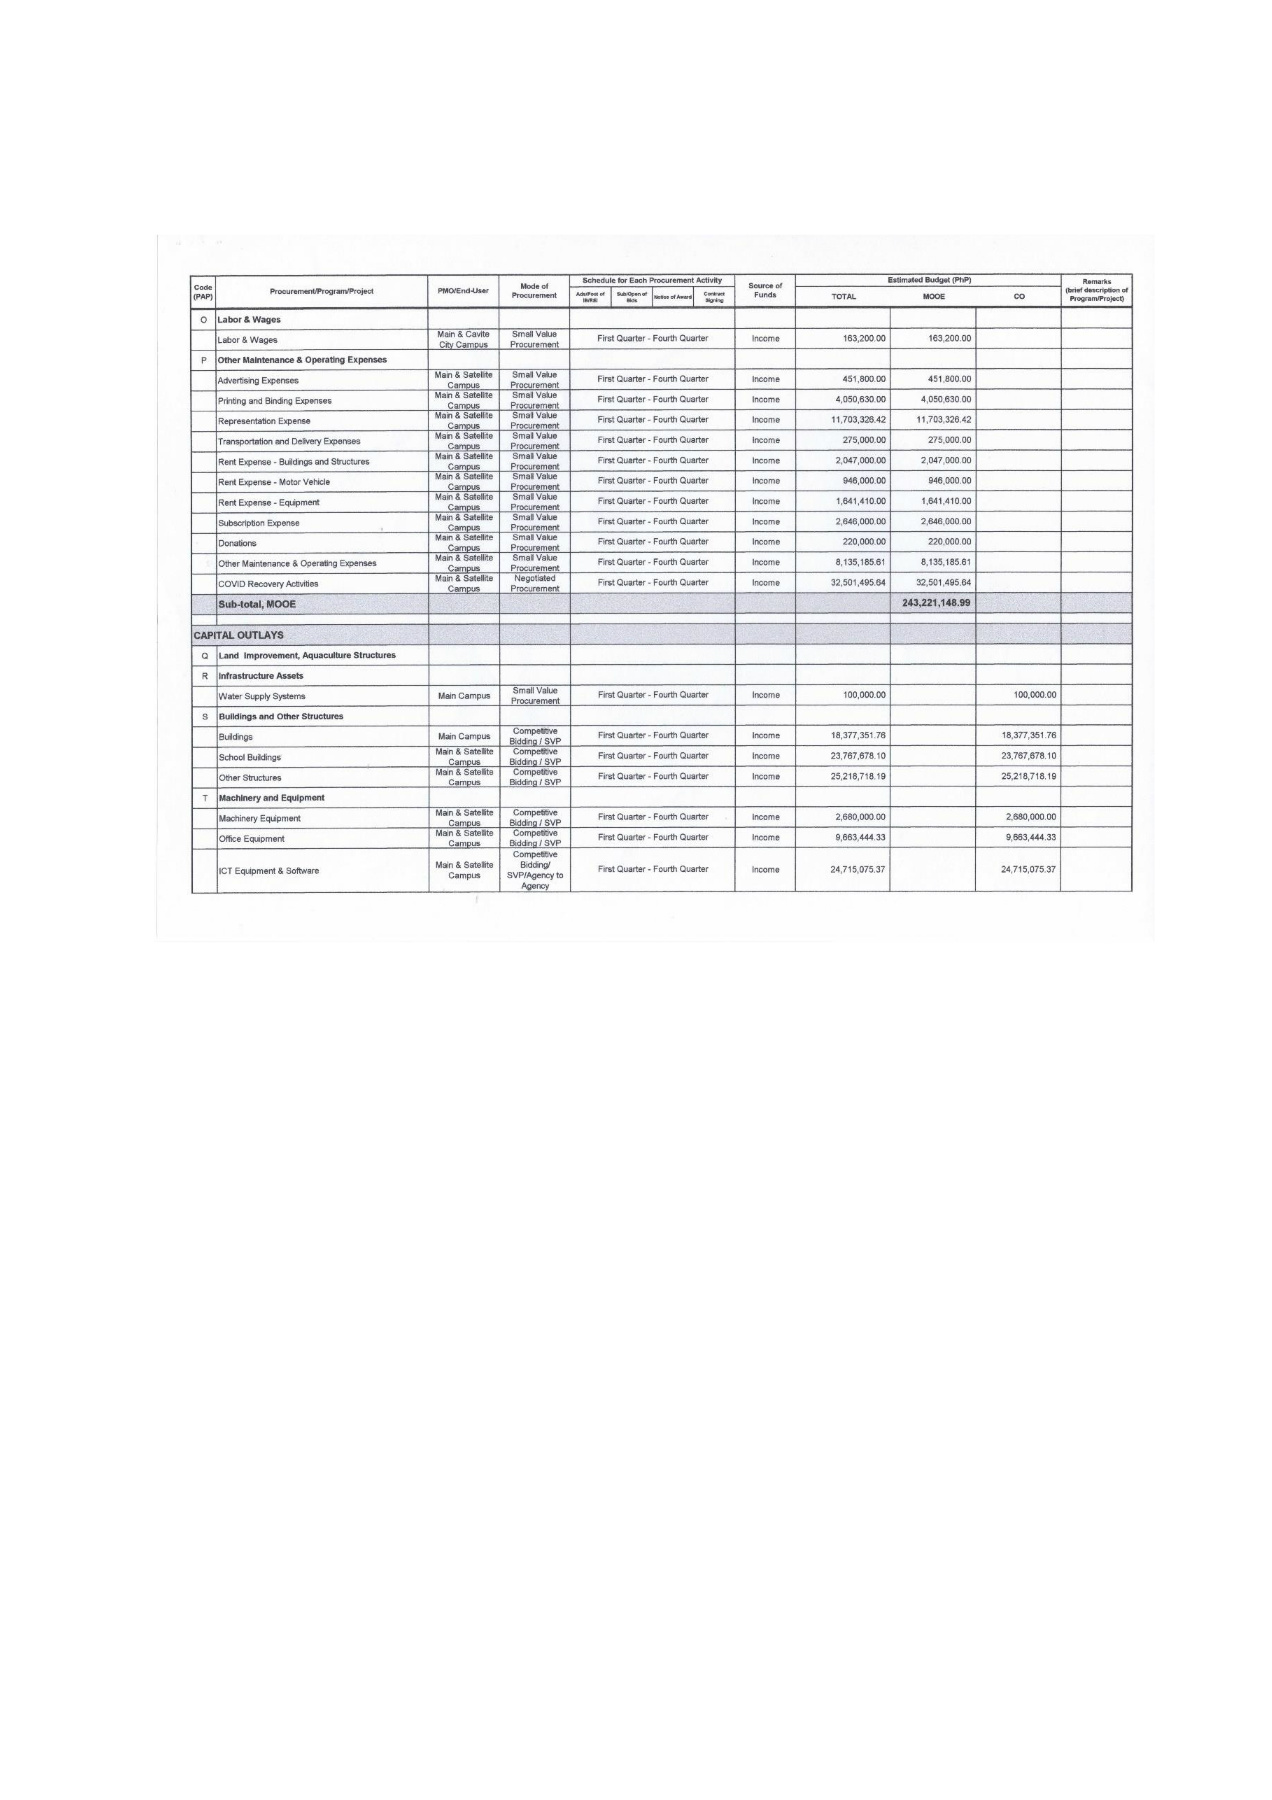 Code (PAP) Procurement/Program/Project PMO/End-User Mode of Procurement Schedule for Each Procurement Activity Source of Funds Estimated Budget (PhP) Remarks (brief description of Program/Project)
Ads/Post of IB/REI Sub/Open of Bids Notice of Award Contract Signing TOTAL MOOE CO
O Labor & Wages
Labor & Wages Main & Cavite City Campus Small Value Procurement First Quarter - Fourth Quarter Income 163,200.00 163,200.00
P Other Maintenance & Operating Expenses
Advertising Expenses Main & Satellite Campus Small Value Procurement First Quarter - Fourth Quarter Income 451,800.00 451,800.00
Printing and Binding Expenses Main & Satellite Campus Small Value Procurement First Quarter - Fourth Quarter Income 4,050,630.00 4,050,630.00
Representation Expense Main & Satellite Campus Small Value Procurement First Quarter - Fourth Quarter Income 11,703,326.42 11,703,326.42
Transportation and Delivery Expenses Main & Satellite Campus Small Value Procurement First Quarter - Fourth Quarter Income 275,000.00 275,000.00
Rent Expense - Buildings and Structures Main & Satellite Campus Small Value Procurement First Quarter - Fourth Quarter Income 2,047,000.00 2,047,000.00
Rent Expense - Motor Vehicle Main & Satellite Campus Small Value Procurement First Quarter - Fourth Quarter Income 946,000.00 946,000.00
Rent Expense - Equipment Main & Satellite Campus Small Value Procurement First Quarter - Fourth Quarter Income 1,641,410.00 1,641,410.00
Subscription Expense Main & Satellite Campus Small Value Procurement First Quarter - Fourth Quarter Income 2,646,000.00 2,646,000.00
Donations Main & Satellite Campus Small Value Procurement First Quarter - Fourth Quarter Income 220,000.00 220,000.00
Other Maintenance & Operating Expenses Main & Satellite Campus Small Value Procurement First Quarter - Fourth Quarter Income 8,135,185.61 8,135,185.61
COVID Recovery Activities Main & Satellite Campus Negotiated Procurement First Quarter - Fourth Quarter Income 32,501,495.64 32,501,495.64
Sub-total, MOOE 243,221,148.99
CAPITAL OUTLAYS
Q Land Improvement, Aquaculture Structures
R Infrastructure Assets
Water Supply Systems Main Campus Small Value Procurement First Quarter - Fourth Quarter Income 100,000.00 100,000.00
S Buildings and Other Structures
Buildings Main Campus Competitive Bidding / SVP First Quarter - Fourth Quarter Income 18,377,351.76 18,377,351.76
School Buildings Main & Satellite Campus Competitive Bidding / SVP First Quarter - Fourth Quarter Income 23,767,678.10 23,767,678.10
Other Structures Main & Satellite Campus Competitive Bidding / SVP First Quarter - Fourth Quarter Income 25,218,718.19 25,218,718.19
T Machinery and Equipment
Machinery Equipment Main & Satellite Campus Competitive Bidding / SVP First Quarter - Fourth Quarter Income 2,680,000.00 2,680,000.00
Office Equipment Main & Satellite Campus Competitive Bidding / SVP First Quarter - Fourth Quarter Income 9,663,444.33 9,663,444.33
ICT Equipment & Software Main & Satellite Campus Competitive Bidding/ SVP/Agency to Agency First Quarter - Fourth Quarter Income 24,715,075.37 24,715,075.37